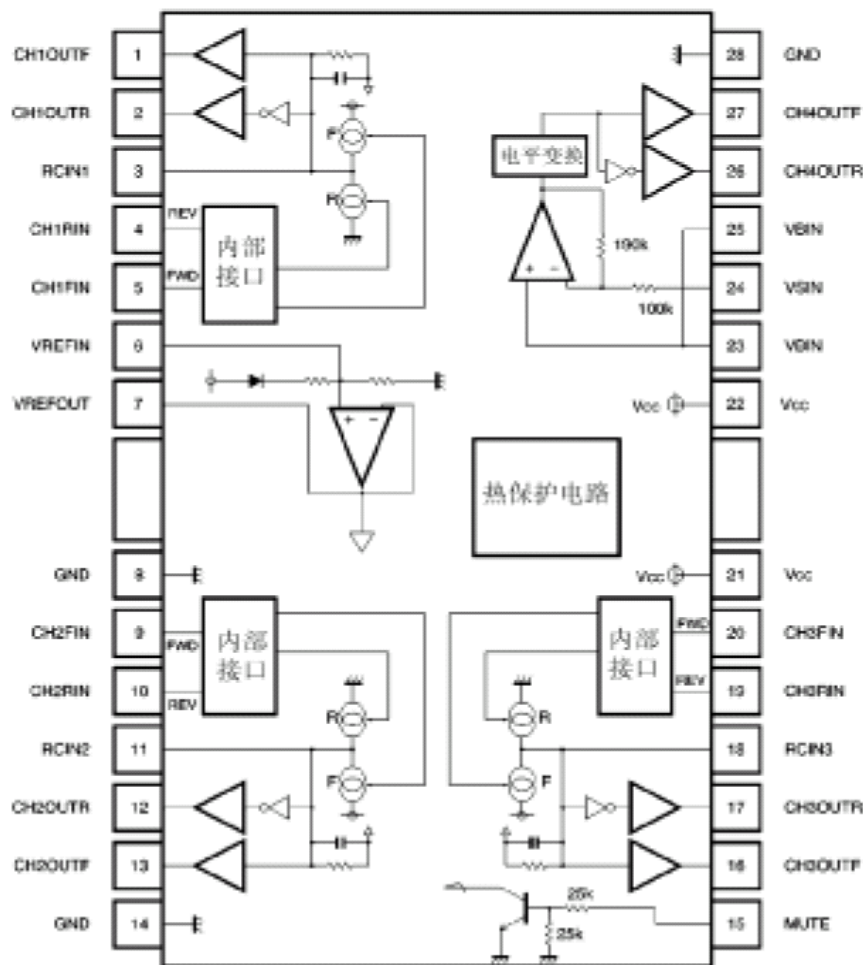 CH1OUTF 1 28 GND
CH1OUTR 2 27 CH4OUTF
电平变换
RCIN1 3 F 26 CH4OUTR
CH1RIN 4 REV R 25 VBIN
内部
接口
190k
CH1FIN 5 FWD + − 24 VSIN
100k
VREFIN 6 23 VBIN
VREFOUT 7 + − Vcc 22 Vcc
热保护电路
GND 8 Vcc 21 Vcc
CH2FIN 9 FWD 内部 内部 FWD 20 CH3FIN
接口 接口
CH2RIN 10 REV R R REV 19 CH3RIN
RCIN2 11 18 RCIN3
F F
CH2OUTR 12 17 CH3OUTR
CH2OUTF 13 16 CH3OUTF
25k
GND 14 25k 15 MUTE